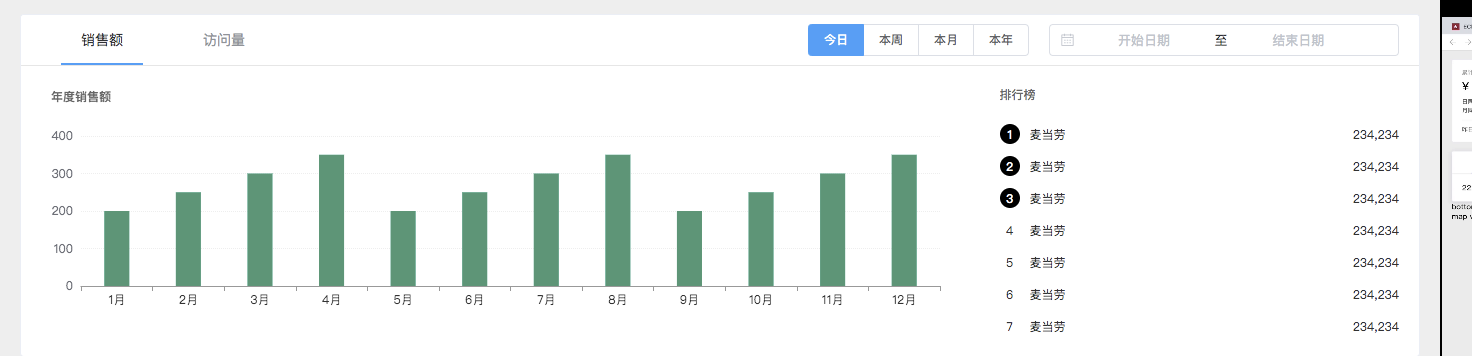 销售额 访问量 今日 本周 本月 本年 开始日期 至 结束日期
年度销售额
400
300
200
100
0
1月 2月 3月 4月 5月 6月 7月 8月 9月 10月 11月 12月
排行榜
1 麦当劳 234,234
2 麦当劳 234,234
3 麦当劳 234,234
4 麦当劳 234,234
5 麦当劳 234,234
6 麦当劳 234,234
7 麦当劳 234,234
¥
22
map